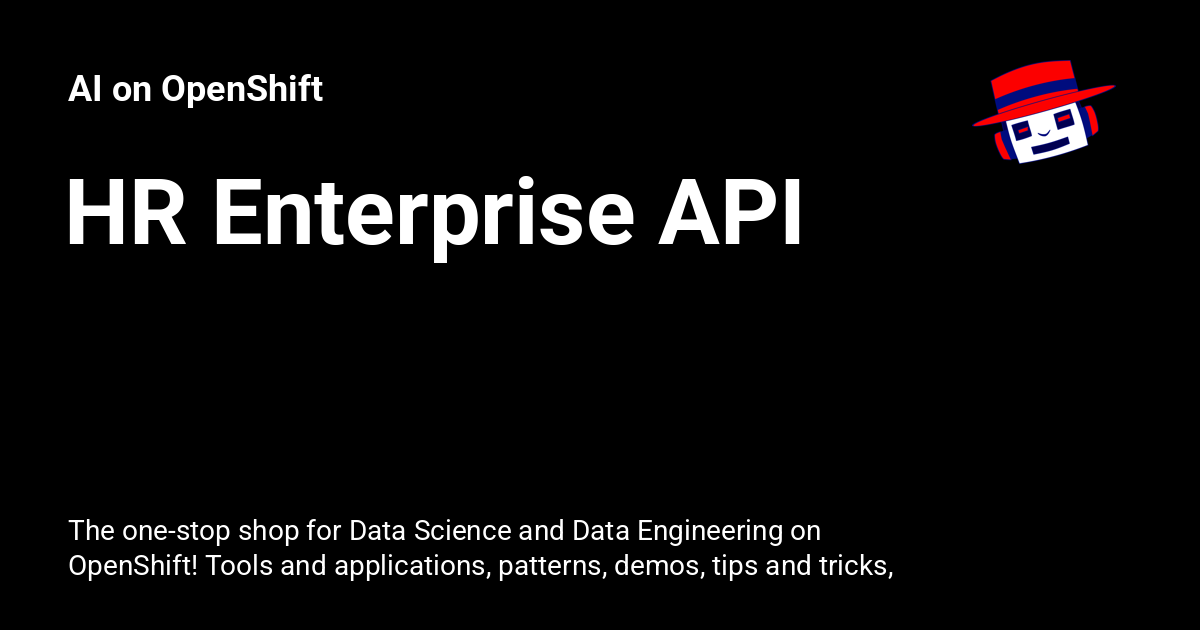 AI on OpenShift
HR Enterprise API
The one-stop shop for Data Science and Data Engineering on
OpenShift! Tools and applications, patterns, demos, tips and tricks,